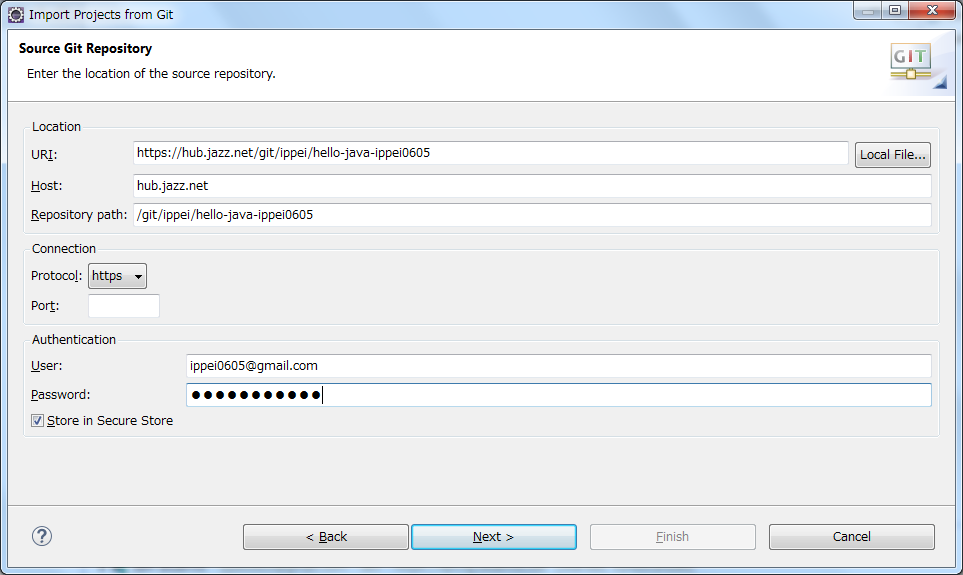 Import Projects from Git
Source Git Repository
Enter the location of the source repository.
GIT
Location
URI: https://hub.jazz.net/git/ippei/hello-java-ippei0605 Local File...
Host: hub.jazz.net
Repository path: /git/ippei/hello-java-ippei0605
Connection
Protocol: https
Port:
Authentication
User: ippei0605@gmail.com
Password: ●●●●●●●●●●●
Store in Secure Store
? < Back Next > Finish Cancel